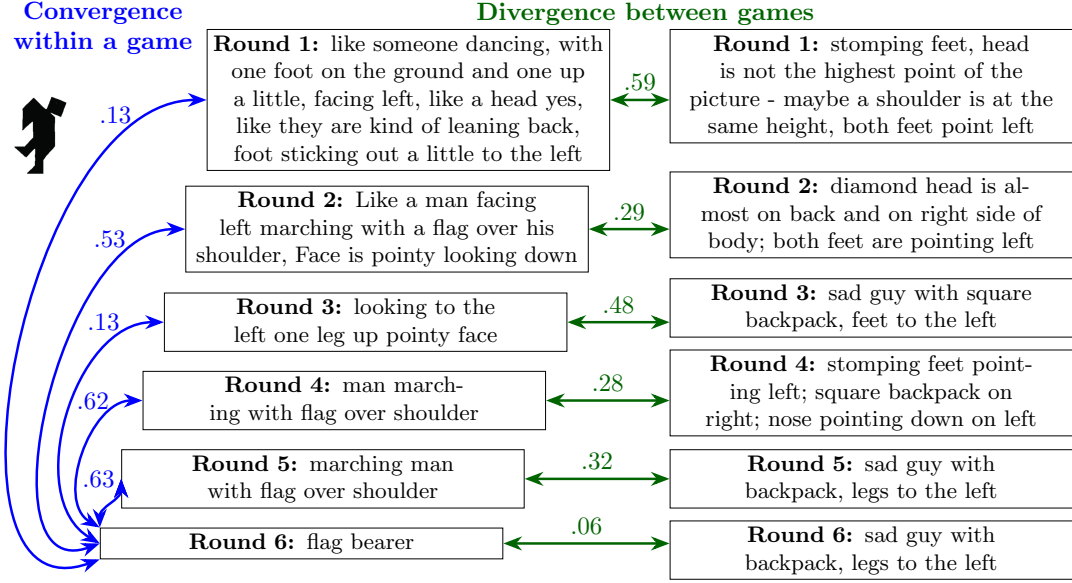 Convergence
within a game
Divergence between games
Round 1: like someone dancing, with
one foot on the ground and one up
a little, facing left, like a head yes,
like they are kind of leaning back,
foot sticking out a little to the left
.13
.59
Round 1: stomping feet, head
is not the highest point of the
picture - maybe a shoulder is at the
same height, both feet point left
Round 2: Like a man facing
left marching with a flag over his
shoulder, Face is pointy looking down
.53
.29
Round 2: diamond head is al-
most on back and on right side of
body; both feet are pointing left
Round 3: looking to the
left one leg up pointy face
.13
.48
Round 3: sad guy with square
backpack, feet to the left
Round 4: man march-
ing with flag over shoulder
.62
.28
Round 4: stomping feet point-
ing left; square backpack on
right; nose pointing down on left
Round 5: marching man
with flag over shoulder
.63
.32
Round 5: sad guy with
backpack, legs to the left
Round 6: flag bearer
.06
Round 6: sad guy with
backpack, legs to the left